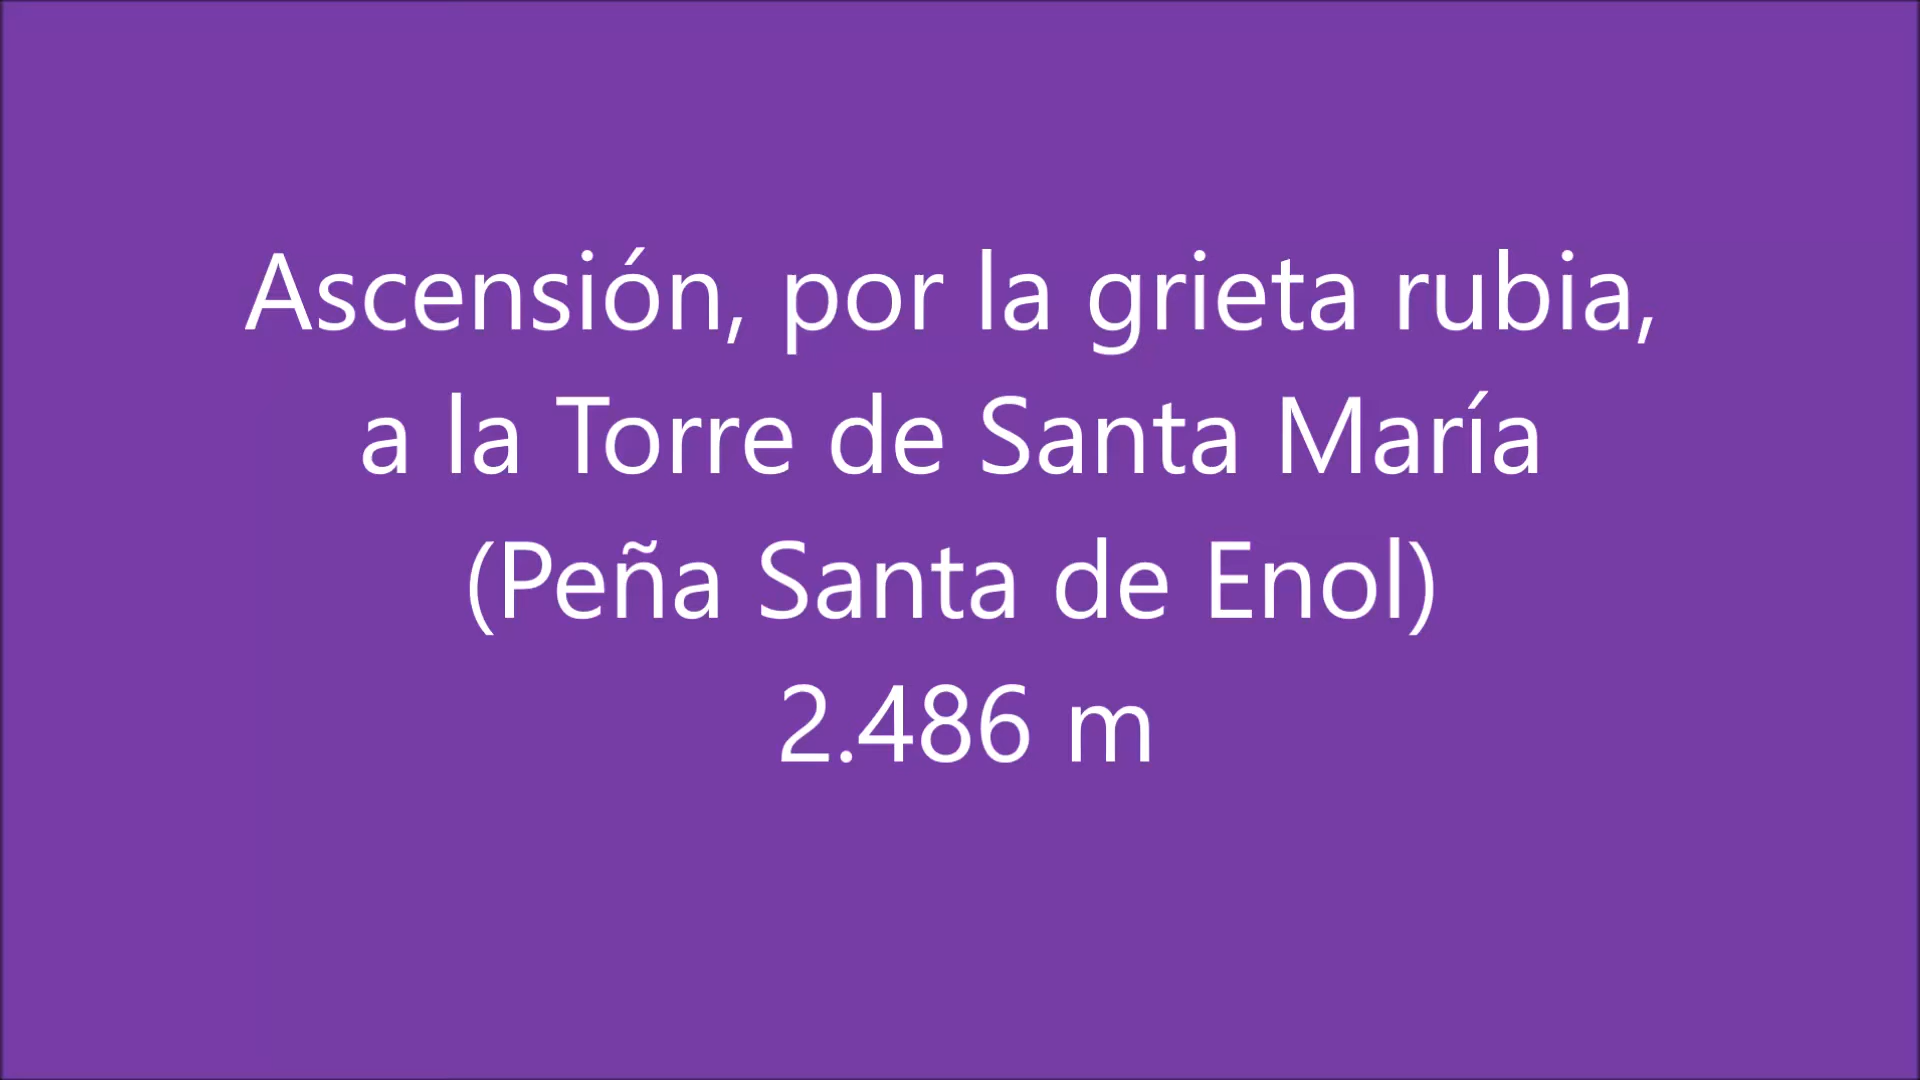 Ascensión, por la grieta rubia,
a la Torre de Santa María
(Peña Santa de Enol)
2.486 m